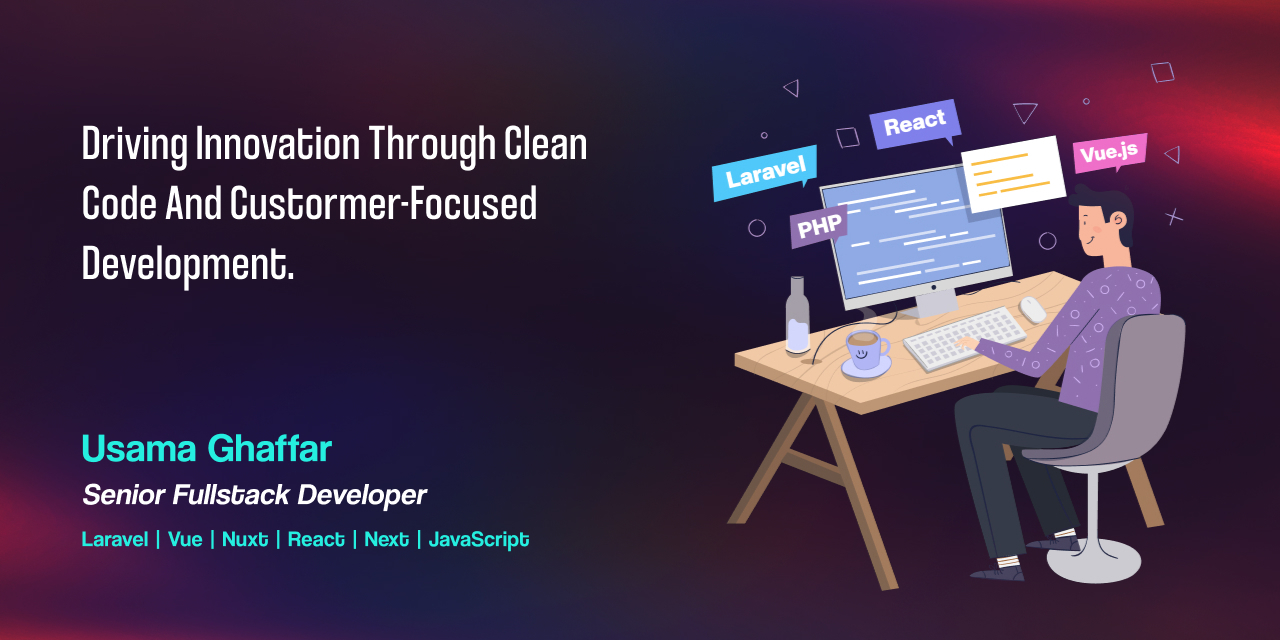 Driving Innovation Through Clean
Code And Custormer-Focused
Development.
Usama Ghaffar
Senior Fullstack Developer
Laravel | Vue | Nuxt | React | Next | JavaScript
React
Laravel
Vue.js
PHP